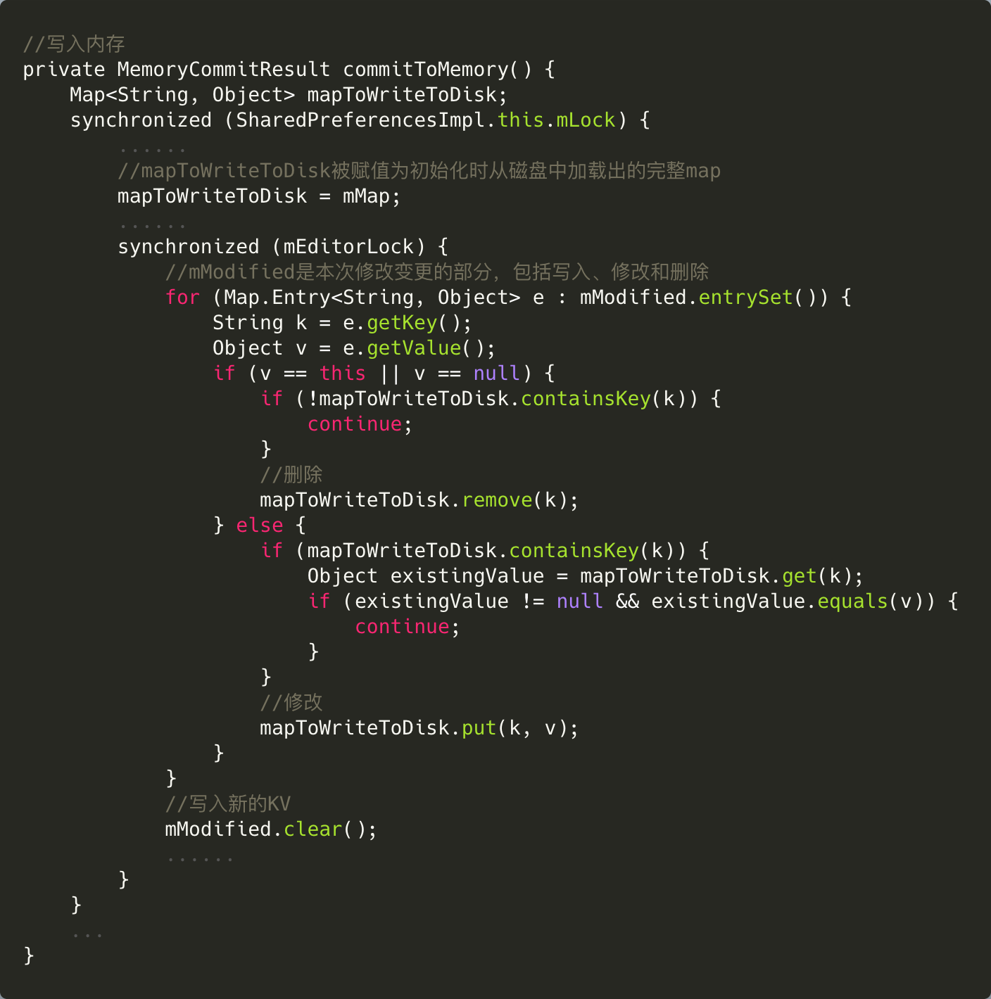 //写入内存
private MemoryCommitResult commitToMemory() {
    Map<String, Object> mapToWriteToDisk;
    synchronized (SharedPreferencesImpl.this.mLock) {
        ......
        //mapToWriteToDisk被赋值为初始化时从磁盘中加载出的完整map
        mapToWriteToDisk = mMap;
        ......
        synchronized (mEditorLock) {
            //mModified是本次修改变更的部分，包括写入、修改和删除
            for (Map.Entry<String, Object> e : mModified.entrySet()) {
                String k = e.getKey();
                Object v = e.getValue();
                if (v == this || v == null) {
                    if (!mapToWriteToDisk.containsKey(k)) {
                        continue;
                    }
                    //删除
                    mapToWriteToDisk.remove(k);
                } else {
                    if (mapToWriteToDisk.containsKey(k)) {
                        Object existingValue = mapToWriteToDisk.get(k);
                        if (existingValue != null && existingValue.equals(v)) {
                            continue;
                        }
                    }
                    //修改
                    mapToWriteToDisk.put(k, v);
                }
            }
            //写入新的KV
            mModified.clear();
            ......
        }
    }
    ...
}